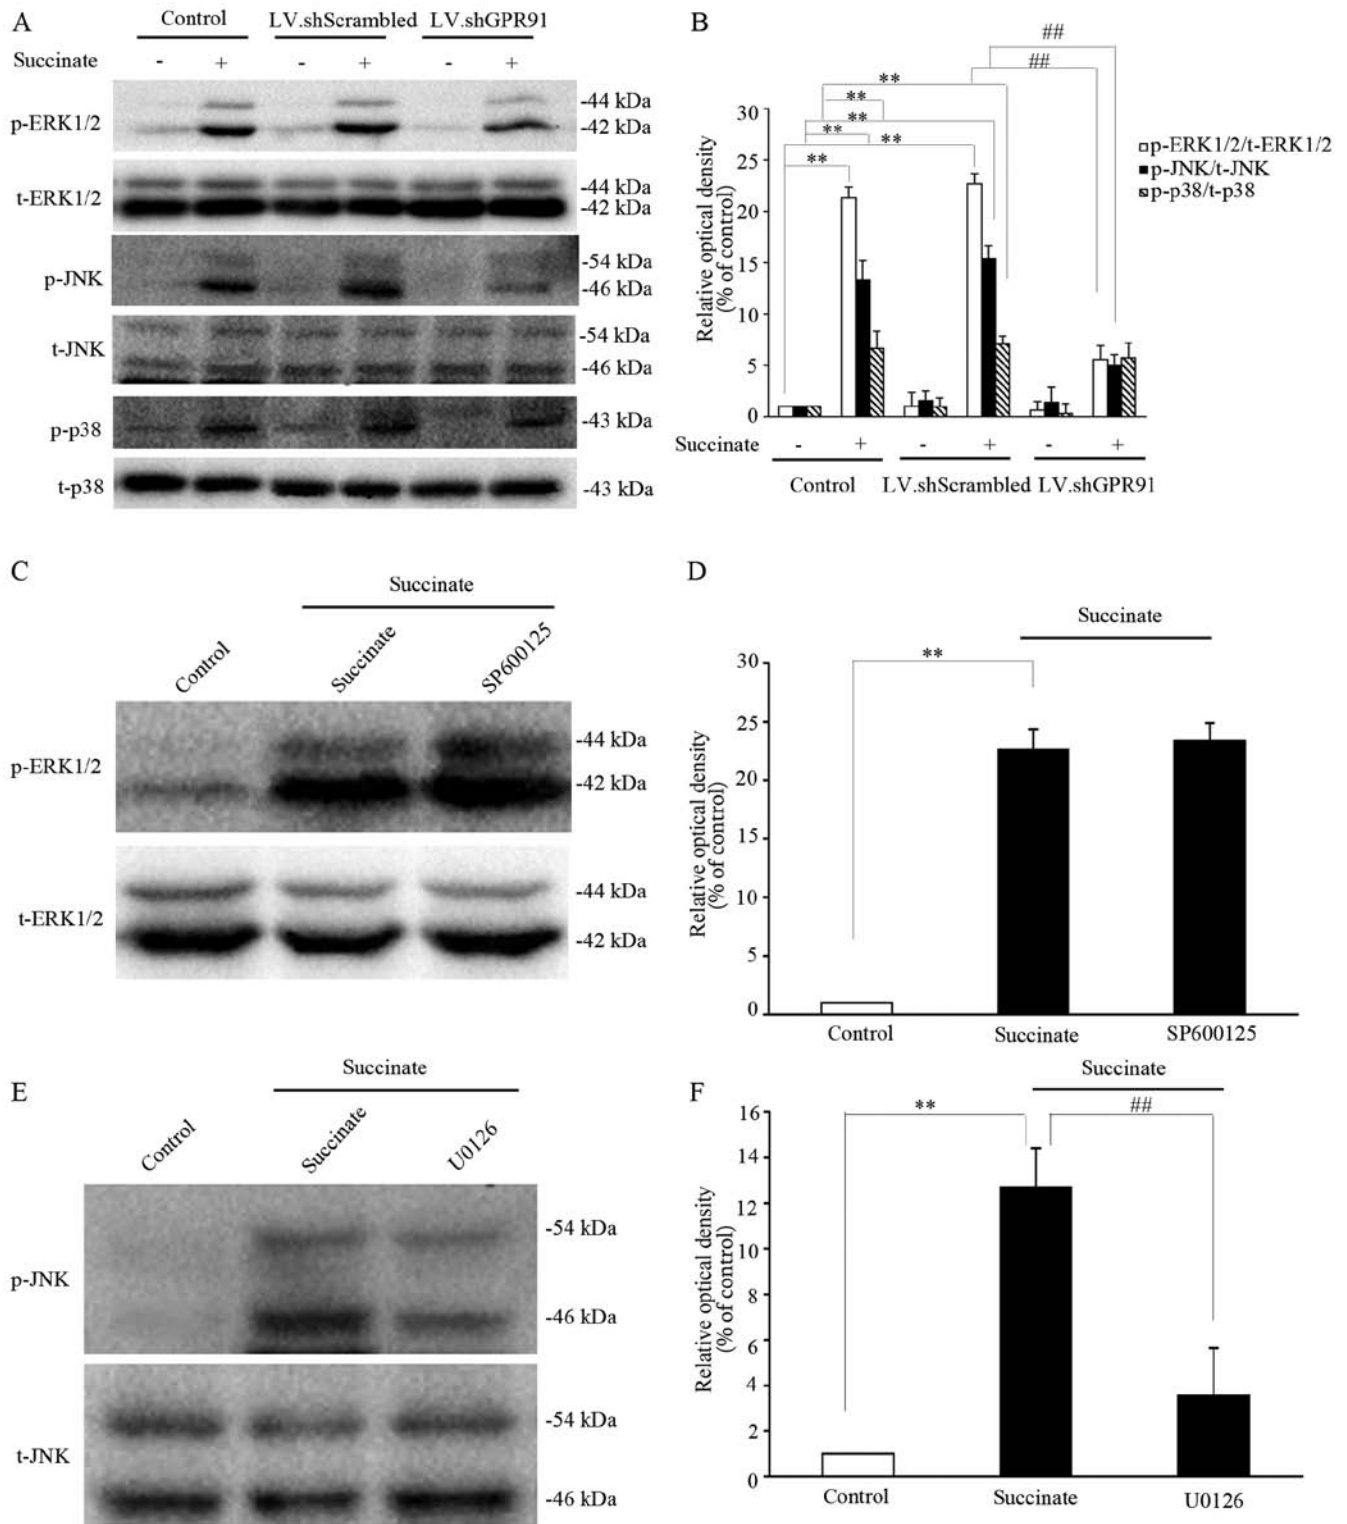 A
Control LV.shScrambled LV.shGPR91
Succinate - + - + - +
p-ERK1/2 -44 kDa
-42 kDa
t-ERK1/2 -44 kDa
-42 kDa
p-JNK -54 kDa
-46 kDa
t-JNK -54 kDa
-46 kDa
p-p38 -43 kDa
t-p38 -43 kDa
B
##
##
**
**
**
**
**
**
Relative optical density
(% of control)
30
25
20
15
10
5
0
p-ERK1/2/t-ERK1/2
p-JNK/t-JNK
p-p38/t-p38
Succinate - + - + - +
Control LV.shScrambled LV.shGPR91
C
Succinate
Control Succinate SP600125
p-ERK1/2 -44 kDa
-42 kDa
t-ERK1/2 -44 kDa
-42 kDa
D
Succinate
**
Relative optical density
(% of control)
30
25
20
15
10
5
0
Control Succinate SP600125
E
Succinate
Control Succinate U0126
p-JNK -54 kDa
-46 kDa
t-JNK -54 kDa
-46 kDa
F
Succinate
** ##
Relative optical density
(% of control)
16
14
12
10
8
6
4
2
0
Control Succinate U0126